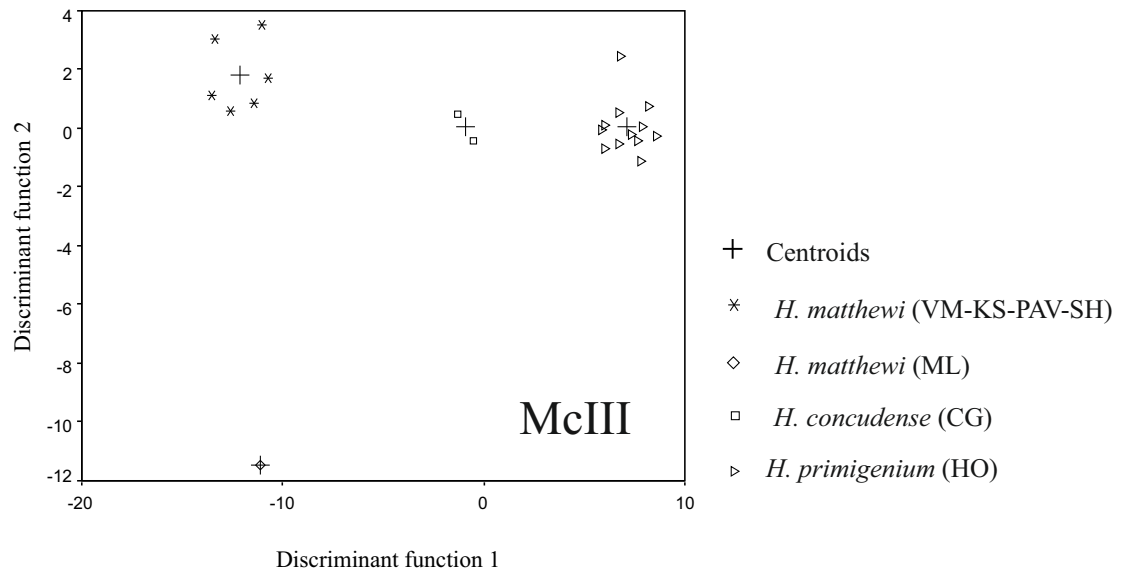 4
2
0
-2
-4
-6
-8
-10
-12
-20
-10
0
10
Discriminant function 2
Discriminant function 1
McIII
Centroids
H. matthewi (VM-KS-PAV-SH)
H. matthewi (ML)
H. concudense (CG)
H. primigenium (HO)